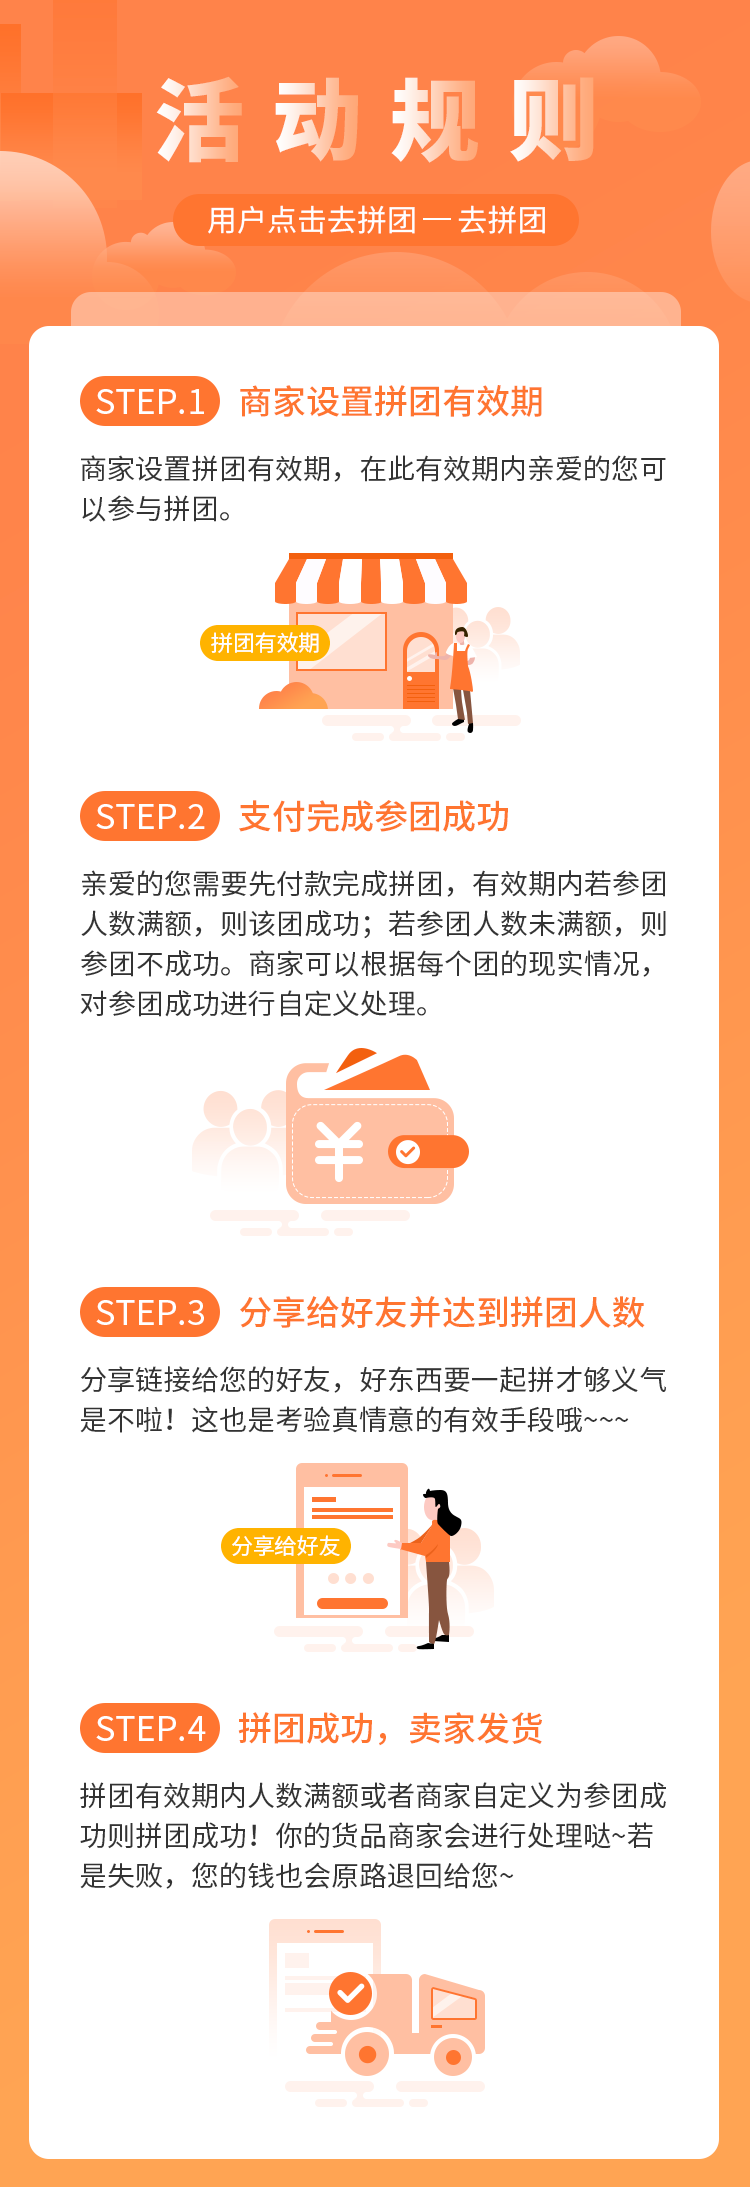 活动规则
用户点击去拼团 — 去拼团
STEP.1 商家设置拼团有效期
商家设置拼团有效期，在此有效期内亲爱的您可
以参与拼团。
拼团有效期
STEP.2 支付完成参团成功
亲爱的您需要先付款完成拼团，有效期内若参团
人数满额，则该团成功；若参团人数未满额，则
参团不成功。商家可以根据每个团的现实情况，
对参团成功进行自定义处理。
¥
STEP.3 分享给好友并达到拼团人数
分享链接给您的好友，好东西要一起拼才够义气
是不啦！这也是考验真情意的有效手段哦~~~
分享给好友
STEP.4 拼团成功，卖家发货
拼团有效期内人数满额或者商家自定义为参团成
功则拼团成功！你的货品商家会进行处理哒~若
是失败，您的钱也会原路退回给您~